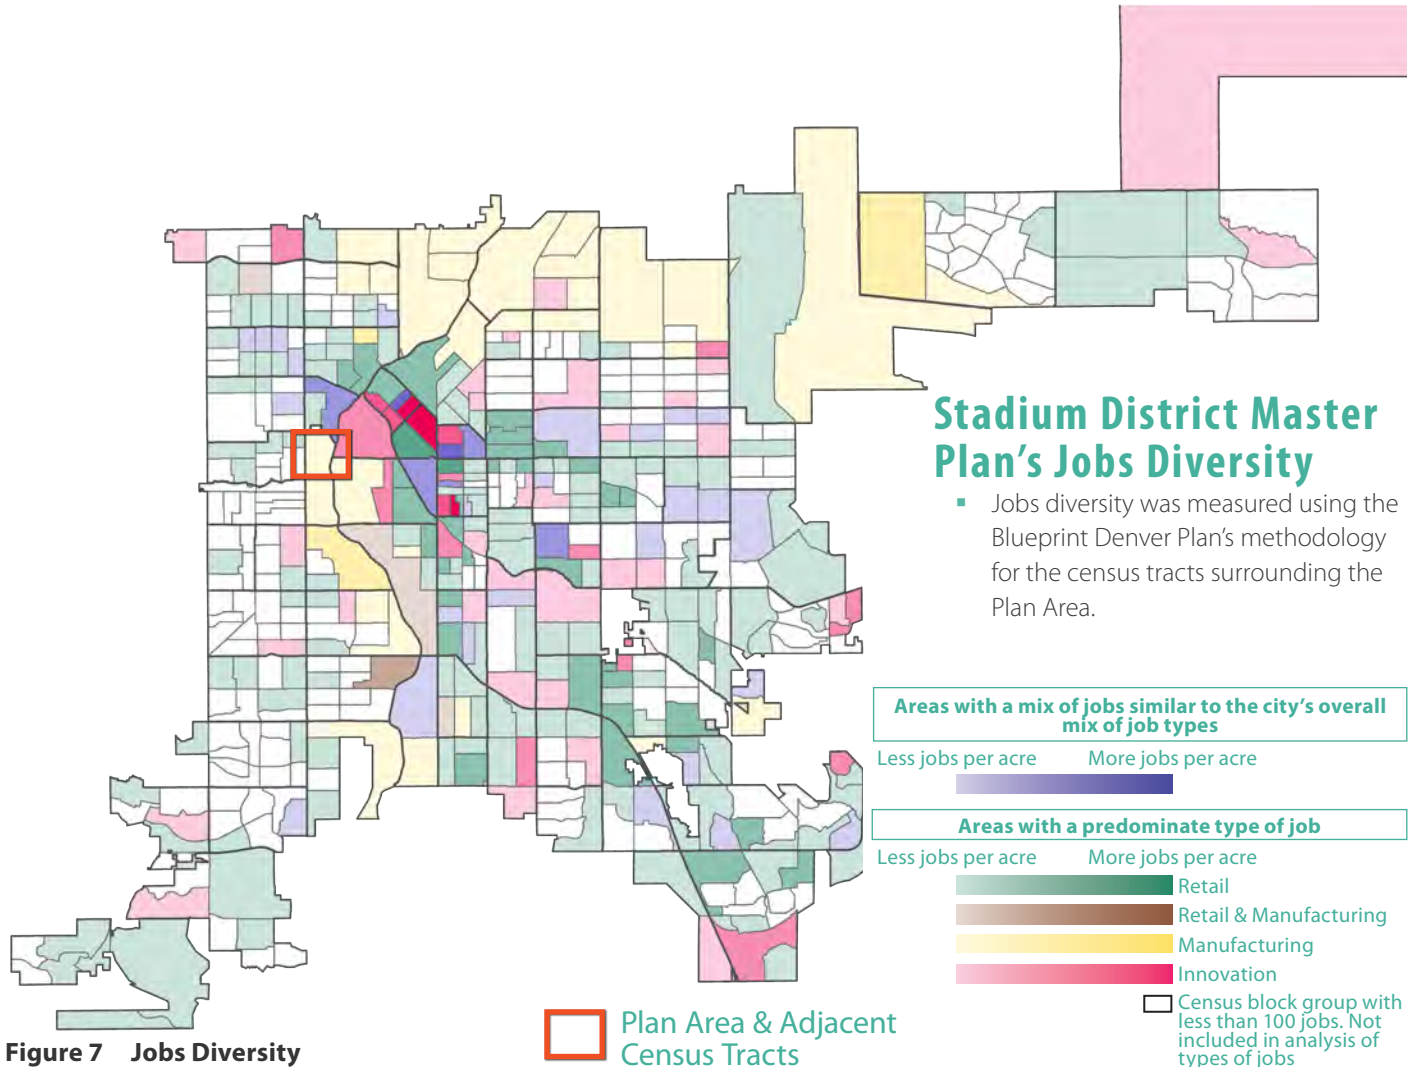 Stadium District Master
Plan's Jobs Diversity
▪ Jobs diversity was measured using the
Blueprint Denver Plan's methodology
for the census tracts surrounding the
Plan Area.
Areas with a mix of jobs similar to the city's overall
mix of job types
Less jobs per acre More jobs per acre
Areas with a predominate type of job
Less jobs per acre More jobs per acre
Retail
Retail & Manufacturing
Manufacturing
Innovation
Census block group with
less than 100 jobs. Not
included in analysis of
types of jobs
Plan Area & Adjacent
Census Tracts
Figure 7 Jobs Diversity